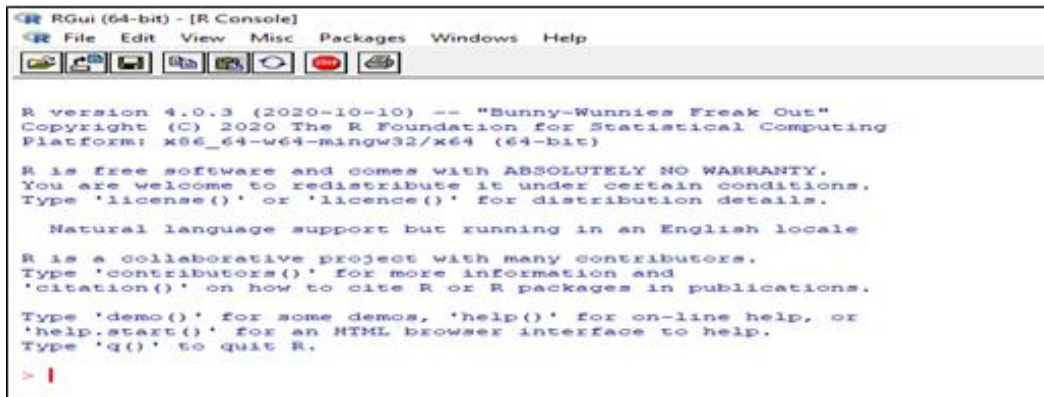 RGui (64-bit) - [R Console]
File Edit View Misc Packages Windows Help
STOP
R version 4.0.3 (2020-10-10) -- "Bunny-Wunnies Freak Out"
Copyright (C) 2020 The R Foundation for Statistical Computing
Platform: x86_64-w64-mingw32/x64 (64-bit)
R is free software and comes with ABSOLUTELY NO WARRANTY.
You are welcome to redistribute it under certain conditions.
Type 'license()' or 'licence()' for distribution details.
Natural language support but running in an English locale
R is a collaborative project with many contributors.
Type 'contributors()' for more information and
'citation()' on how to cite R or R packages in publications.
Type 'demo()' for some demos, 'help()' for on-line help, or
'help.start()' for an HTML browser interface to help.
Type 'q()' to quit R.
>